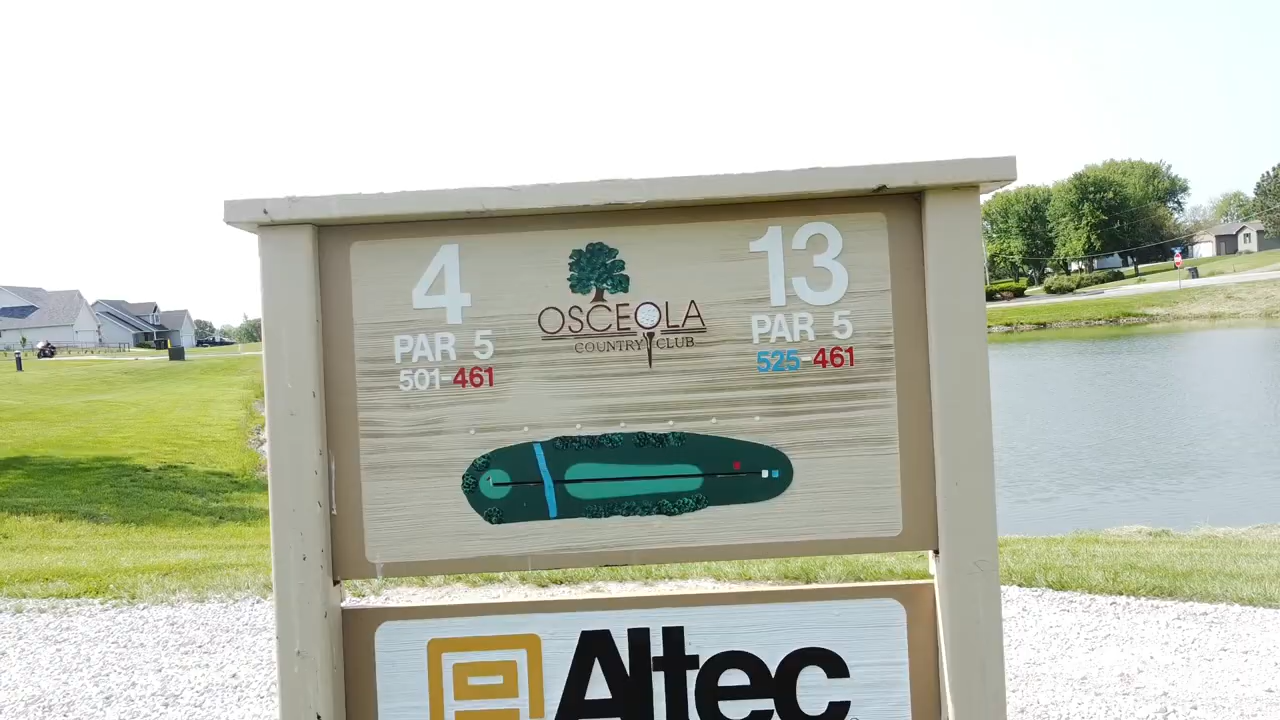 4
PAR 5
501-461
OSCEOLA
COUNTRY CLUB
13
PAR 5
525-461
Altec